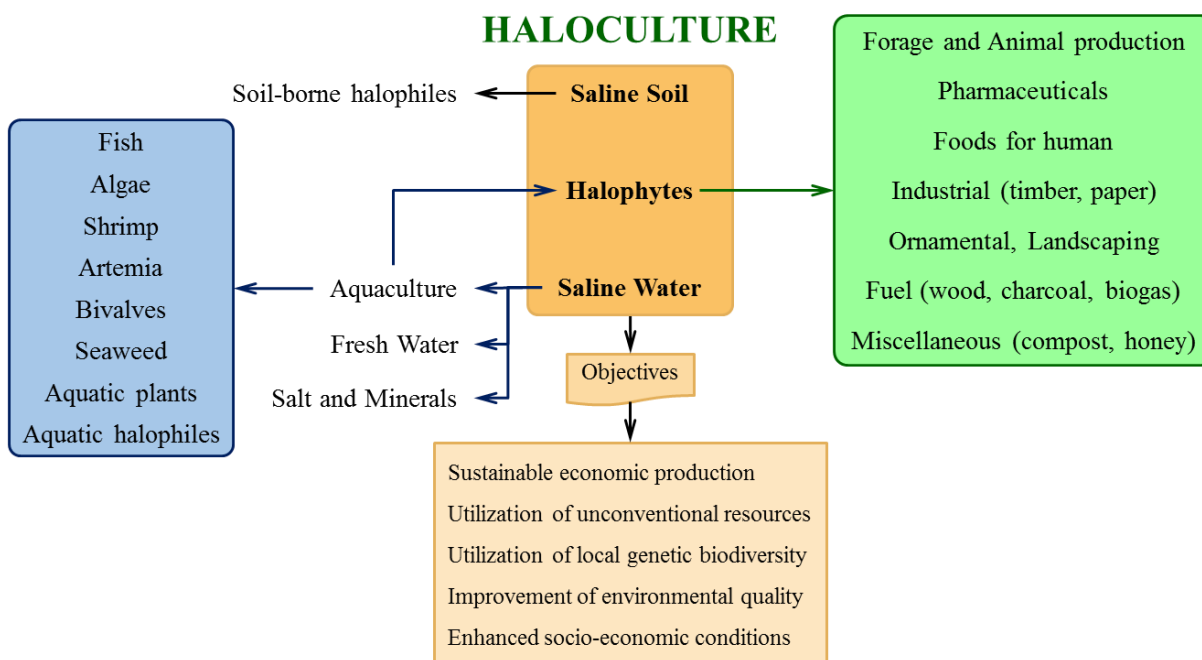 HALOCULTURE
Soil-borne halophiles
Saline Soil
Halophytes
Saline Water
Fish
Algae
Shrimp
Artemia
Bivalves
Seaweed
Aquatic plants
Aquatic halophiles
Aquaculture
Fresh Water
Salt and Minerals
Forage and Animal production
Pharmaceuticals
Foods for human
Industrial (timber, paper)
Ornamental, Landscaping
Fuel (wood, charcoal, biogas)
Miscellaneous (compost, honey)
Objectives
Sustainable economic production
Utilization of unconventional resources
Utilization of local genetic biodiversity
Improvement of environmental quality
Enhanced socio-economic conditions